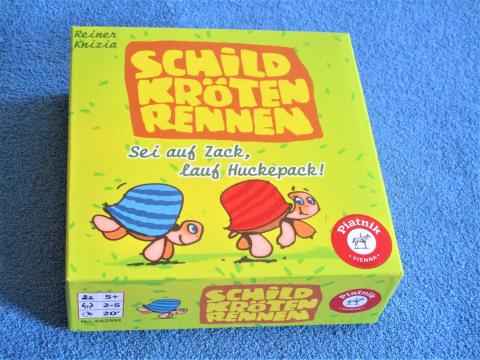 Reiner
Knizia
SCHILD
KRÖTEN
RENNEN
Sei auf Zack,
lauf Huckepack!
Piatnik
VIENNA
5+
2-5
20'
SCHILD
KRÖTEN
RENNEN
Piatnik
VIENNA